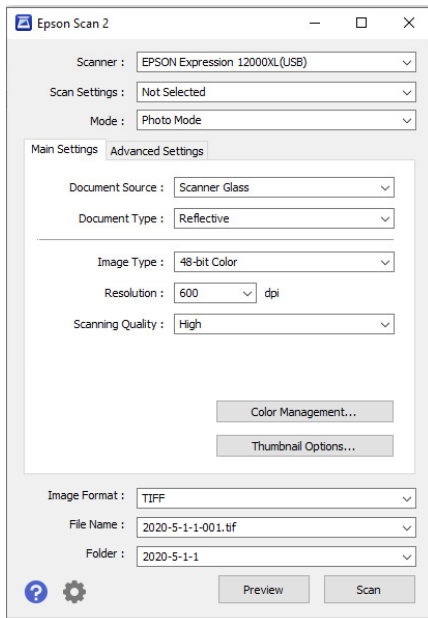 Epson Scan 2
Scanner : EPSON Expression 12000XL(USB)
Scan Settings : Not Selected
Mode : Photo Mode
Main Settings Advanced Settings
Document Source : Scanner Glass
Document Type : Reflective
Image Type : 48-bit Color
Resolution : 600 dpi
Scanning Quality : High
Color Management...
Thumbnail Options...
Image Format : TIFF
File Name : 2020-5-1-1-001.tif
Folder : 2020-5-1-1
? Preview Scan